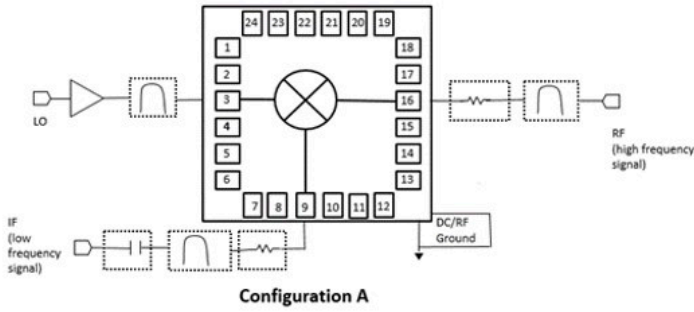 24 23 22 21 20 19
1
18
2
17
3
16
LO
4
15
RF
(high frequency
signal)
5
14
6
13
7 8 9 10 11 12
IF
(low
frequency
signal)
DC/RF
Ground
Configuration A